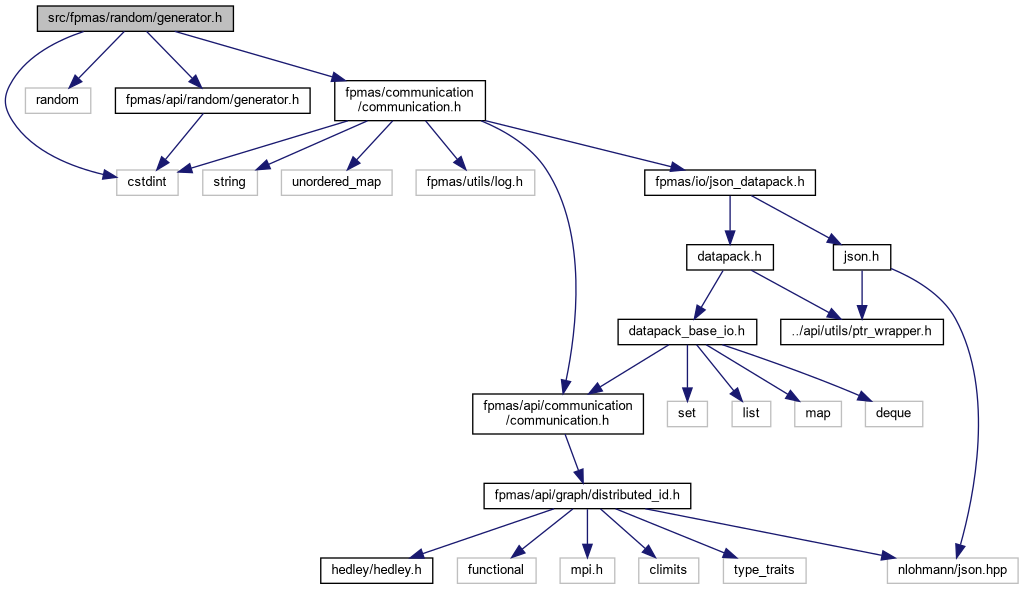 src/fpmas/random/generator.h
random
fpmas/api/random/generator.h
fpmas/communication
/communication.h
cstdint
string
unordered_map
fpmas/utils/log.h
fpmas/io/json_datapack.h
datapack.h
json.h
datapack_base_io.h
../api/utils/ptr_wrapper.h
fpmas/api/communication
/communication.h
set
list
map
deque
fpmas/api/graph/distributed_id.h
hedley/hedley.h
functional
mpi.h
climits
type_traits
nlohmann/json.hpp